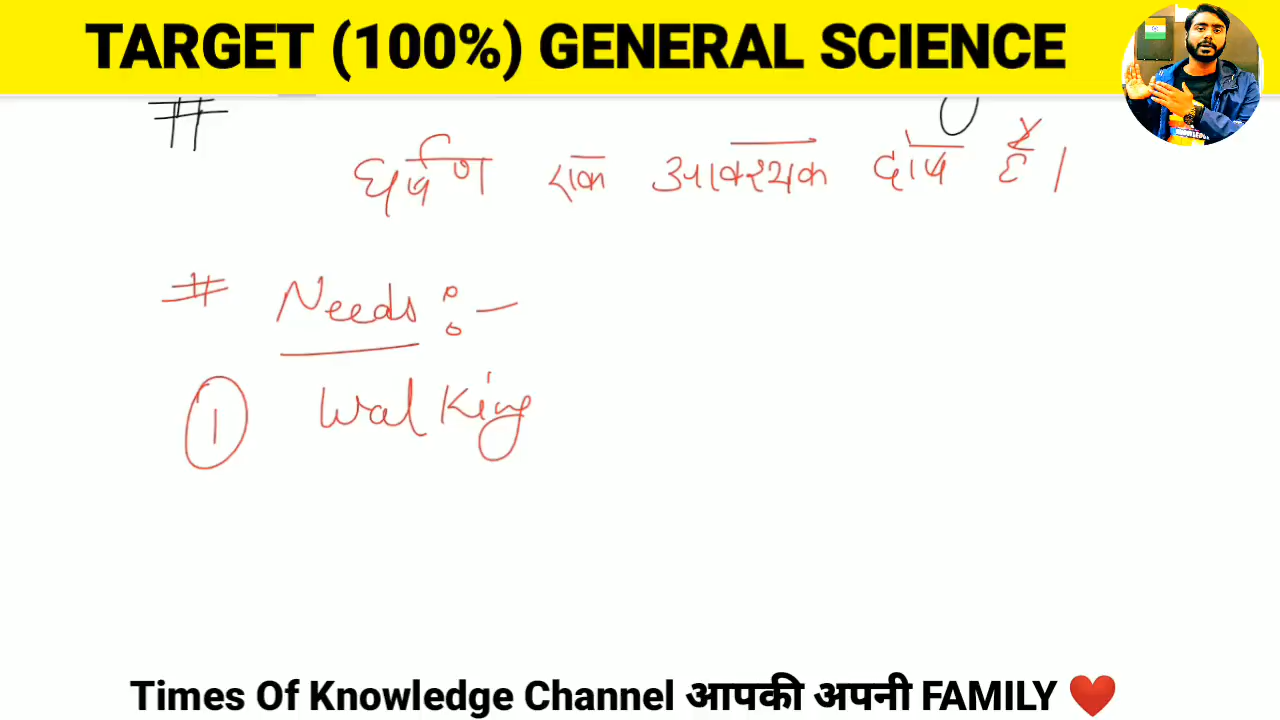 TARGET (100%) GENERAL SCIENCE
#
घर्षण एक आवश्यक दोष है।
# Needs :-
① Walking
Times Of Knowledge Channel आपकी अपनी FAMILY ❤️